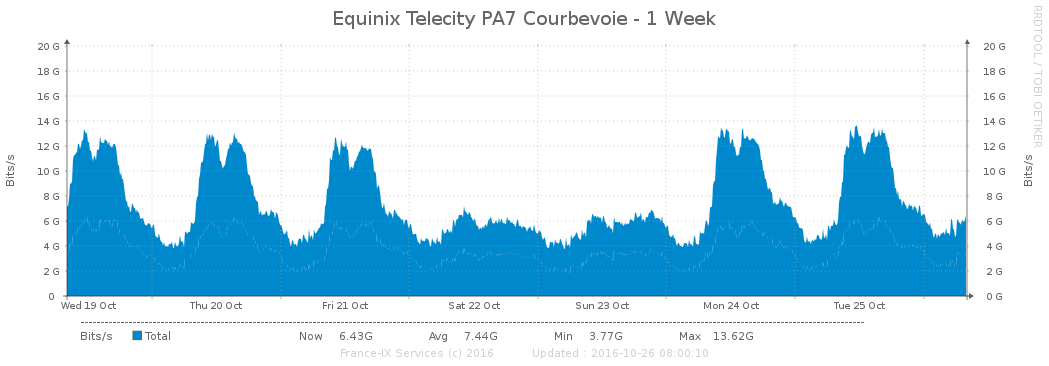 Equinix Telecity PA7 Courbevoie - 1 Week
RRDTOOL / TOBI OETIKER
Bits/s
20 G
18 G
16 G
14 G
12 G
10 G
8 G
6 G
4 G
2 G
0
20 G
18 G
16 G
14 G
12 G
10 G
8 G
6 G
4 G
2 G
0 G
Bits/s
Wed 19 Oct Thu 20 Oct Fri 21 Oct Sat 22 Oct Sun 23 Oct Mon 24 Oct Tue 25 Oct
Bits/s Total Now 6.43G Avg 7.44G Min 3.77G Max 13.62G
France-IX Services (c) 2016 Updated : 2016-10-26 08:00:10